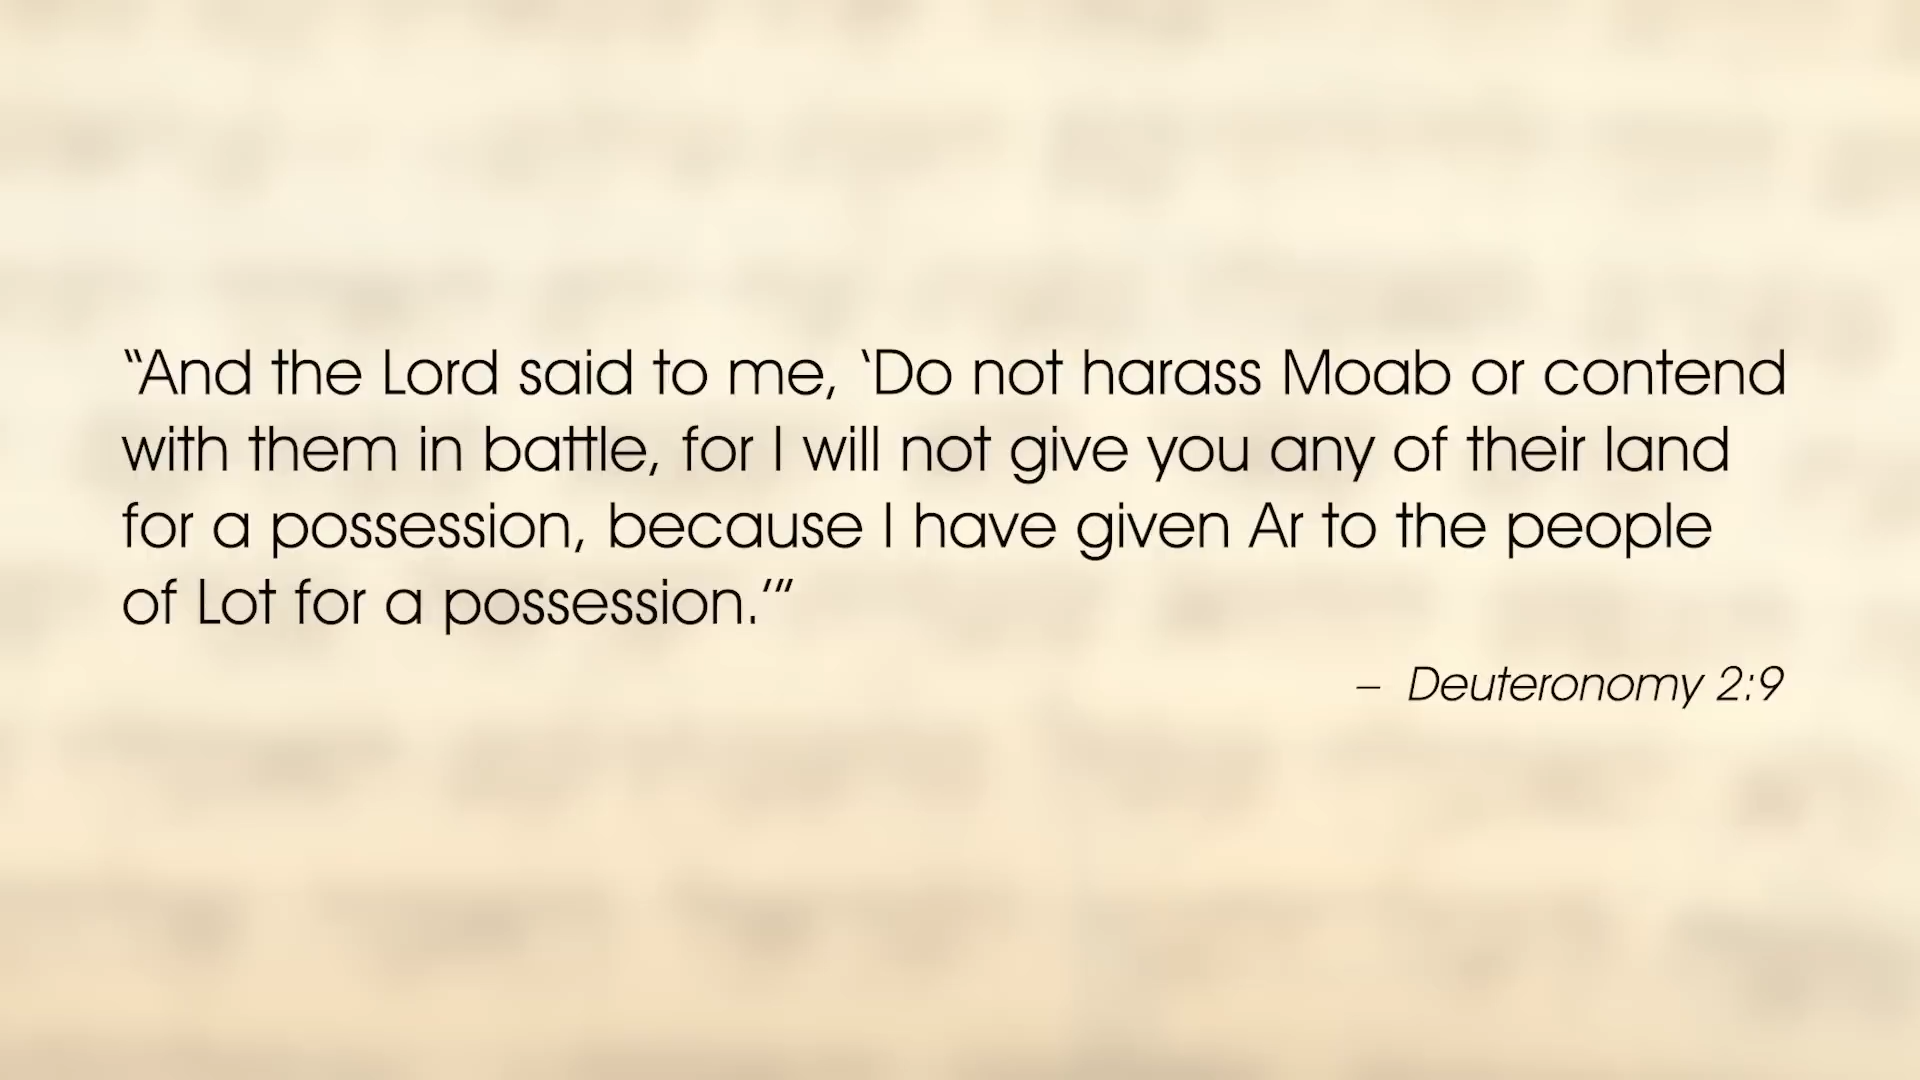 “And the Lord said to me, ‘Do not harass Moab or contend
with them in battle, for I will not give you any of their land
for a possession, because I have given Ar to the people
of Lot for a possession.’”
– Deuteronomy 2:9